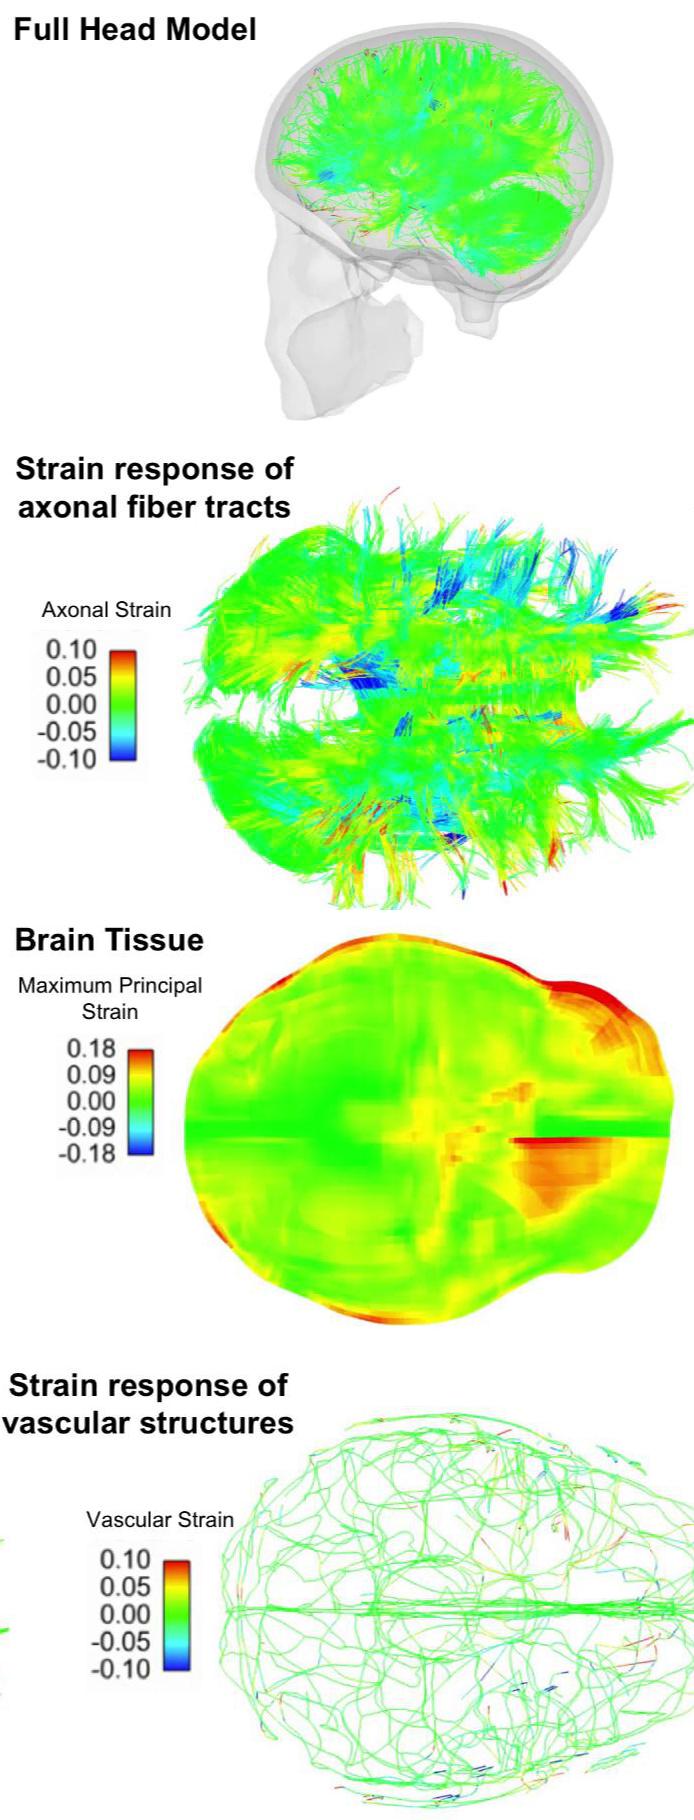 Full Head Model
Strain response of
axonal fiber tracts
Axonal Strain
0.10
0.05
0.00
-0.05
-0.10
Brain Tissue
Maximum Principal
Strain
0.18
0.09
0.00
-0.09
-0.18
Strain response of
vascular structures
Vascular Strain
0.10
0.05
0.00
-0.05
-0.10